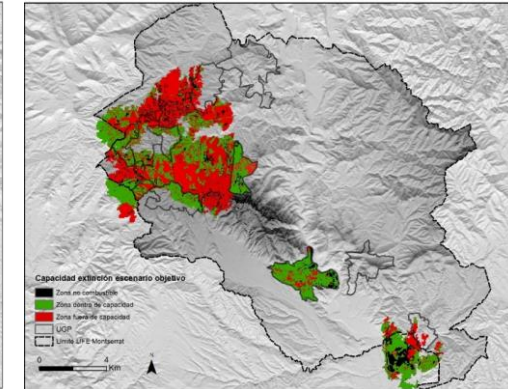 Capacidad extinción escenario objetivo
Zona no combustible
Zona dentro de capacidad
Zona fuera de capacidad
UGP
Límite UFE Montserrat
0 4
Km